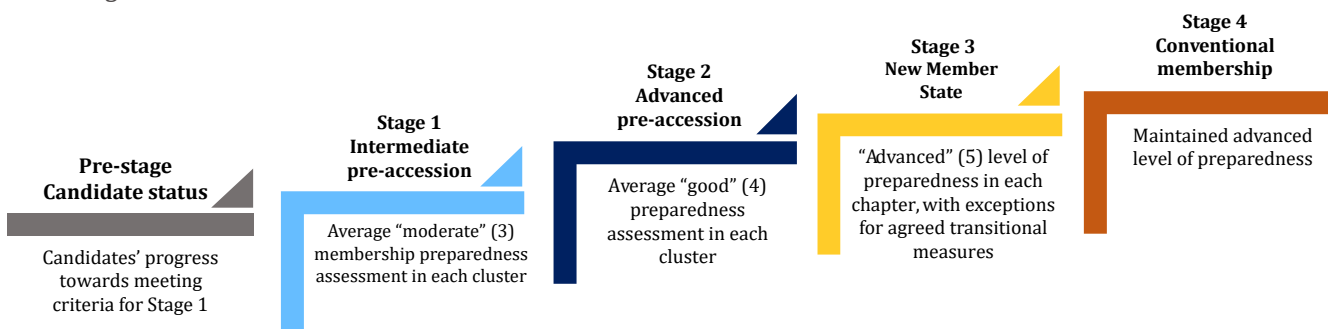 Pre-stage
Candidate status
Candidates’ progress
towards meeting
criteria for Stage 1
Stage 1
Intermediate
pre-accession
Average “moderate” (3)
membership preparedness
assessment in each cluster
Stage 2
Advanced
pre-accession
Average “good” (4)
preparedness
assessment in each
cluster
Stage 3
New Member
State
“Advanced” (5) level of
preparedness in each
chapter, with exceptions
for agreed transitional
measures
Stage 4
Conventional
membership
Maintained advanced
level of preparedness